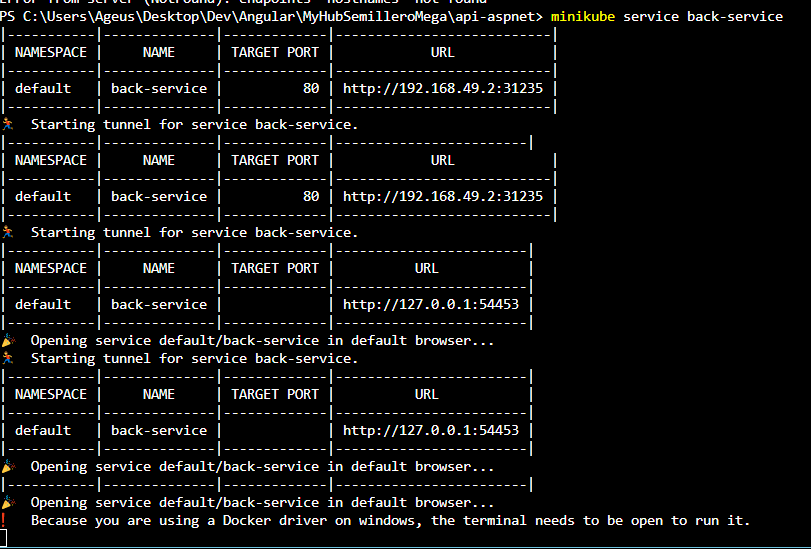 error from server (NotFound): endpoints "hostnames" not found
PS C:\Users\Ageus\Desktop\Dev\Angular\MyHubSemilleroMega\api-aspnet> minikube service back-service
|-----------|--------------|-------------|---------------------------|
| NAMESPACE |     NAME     | TARGET PORT |            URL            |
|-----------|--------------|-------------|---------------------------|
| default   | back-service |          80 | http://192.168.49.2:31235 |
|-----------|--------------|-------------|---------------------------|
🏃  Starting tunnel for service back-service.
|-----------|--------------|-------------|------------------------|
| NAMESPACE |     NAME     | TARGET PORT |            URL            |
|-----------|--------------|-------------|---------------------------|
| default   | back-service |          80 | http://192.168.49.2:31235 |
|-----------|--------------|-------------|---------------------------|
🏃  Starting tunnel for service back-service.
|-----------|--------------|-------------|------------------------|
| NAMESPACE |     NAME     | TARGET PORT |          URL           |
|-----------|--------------|-------------|------------------------|
| default   | back-service |             | http://127.0.0.1:54453 |
|-----------|--------------|-------------|------------------------|
🎉  Opening service default/back-service in default browser...
🏃  Starting tunnel for service back-service.
|-----------|--------------|-------------|------------------------|
| NAMESPACE |     NAME     | TARGET PORT |          URL           |
|-----------|--------------|-------------|------------------------|
| default   | back-service |             | http://127.0.0.1:54453 |
|-----------|--------------|-------------|------------------------|
🎉  Opening service default/back-service in default browser...
|-----------|--------------|-------------|------------------------|
🎉  Opening service default/back-service in default browser...
❗  Because you are using a Docker driver on windows, the terminal needs to be open to run it.